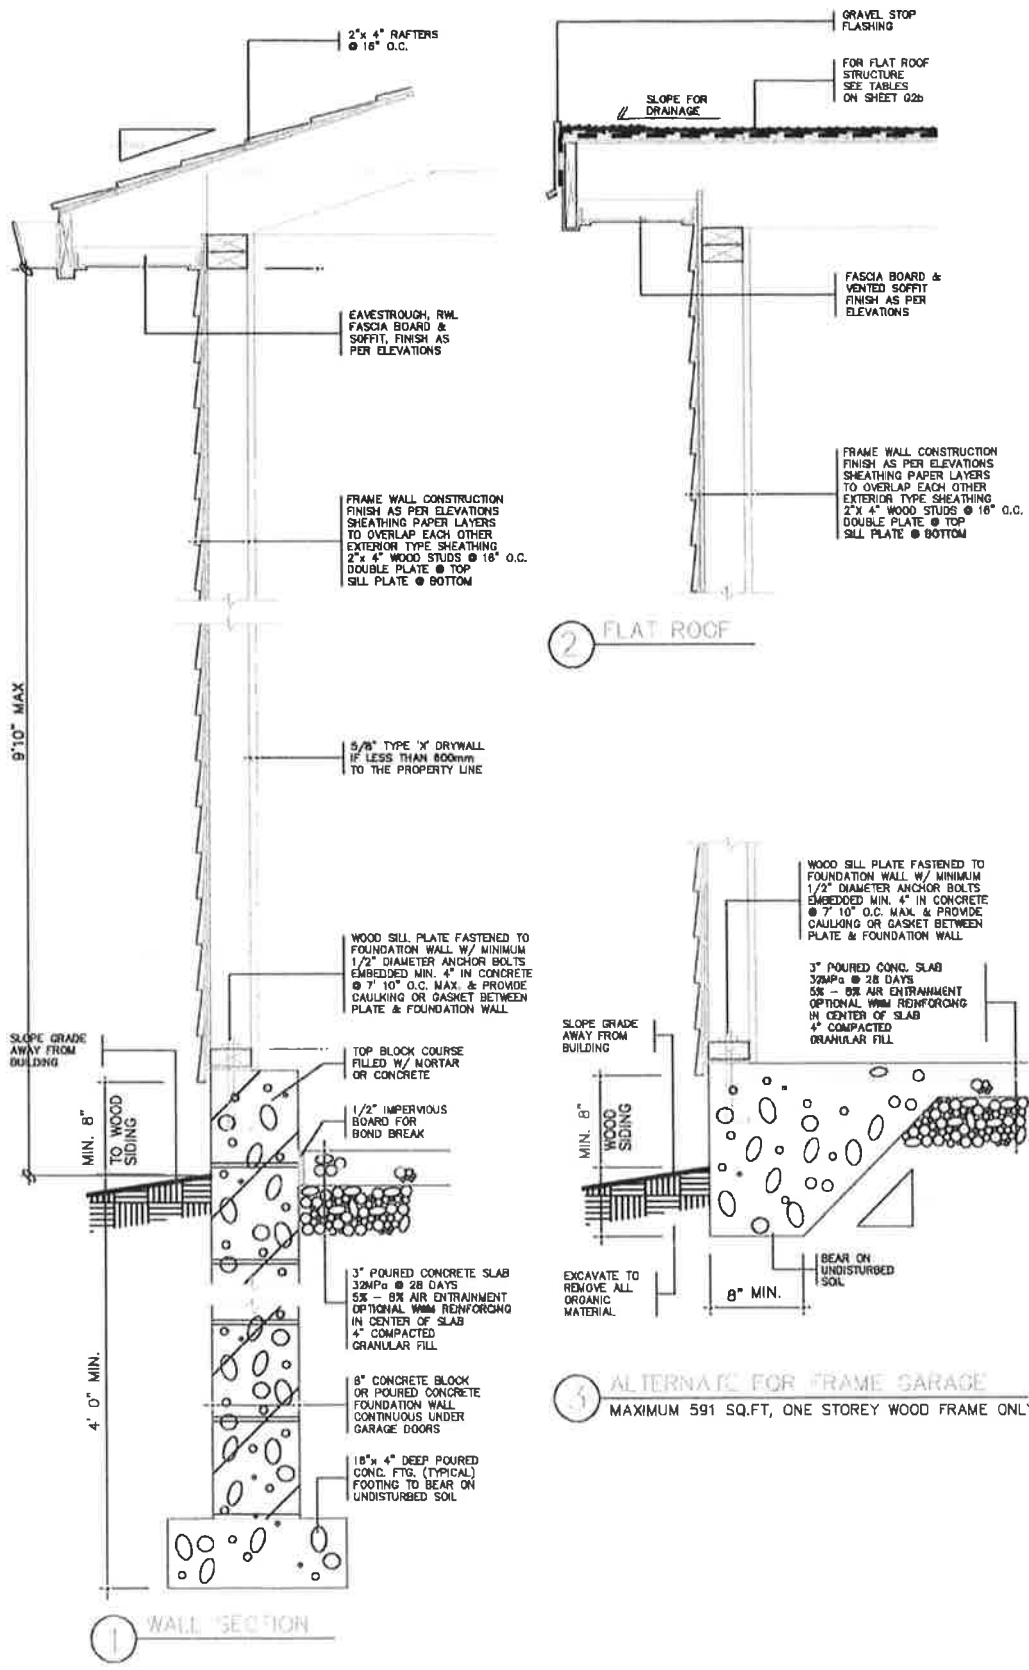 2"x 4" RAFTERS
@ 16" O.C.
EAVESTROUGH, RWL
FASCIA BOARD &
SOFFIT, FINISH AS
PER ELEVATIONS
FRAME WALL CONSTRUCTION
FINISH AS PER ELEVATIONS
SHEATHING PAPER LAYERS
TO OVERLAP EACH OTHER
EXTERIOR TYPE SHEATHING
2"x 4" WOOD STUDS @ 16" O.C.
DOUBLE PLATE @ TOP
SILL PLATE @ BOTTOM
9'10" MAX
5/8" TYPE 'X' DRYWALL
IF LESS THAN 600mm
TO THE PROPERTY LINE
WOOD SILL PLATE FASTENED TO
FOUNDATION WALL W/ MINIMUM
1/2" DIAMETER ANCHOR BOLTS
EMBEDDED MIN. 4" IN CONCRETE
@ 7' 10" O.C. MAX. & PROVIDE
CAULKING OR GASKET BETWEEN
PLATE & FOUNDATION WALL
SLOPE GRADE
AWAY FROM
BUILDING
TOP BLOCK COURSE
FILLED W/ MORTAR
OR CONCRETE
MIN. 8"
TO WOOD
SIDING
1/2" IMPERVIOUS
BOARD FOR
BOND BREAK
3" POURED CONCRETE SLAB
32MPa @ 28 DAYS
5% - 8% AIR ENTRAINMENT
OPTIONAL WWM REINFORCING
IN CENTER OF SLAB
4" COMPACTED
GRANULAR FILL
4' 0" MIN.
8" CONCRETE BLOCK
OR POURED CONCRETE
FOUNDATION WALL
CONTINUOUS UNDER
GARAGE DOORS
16"x 4" DEEP POURED
CONC. FTG. (TYPICAL)
FOOTING TO BEAR ON
UNDISTURBED SOIL
1 WALL SECTION
GRAVEL STOP
FLASHING
FOR FLAT ROOF
STRUCTURE
SEE TABLES
ON SHEET G2b
SLOPE FOR
DRAINAGE
FASCIA BOARD &
VENTED SOFFIT
FINISH AS PER
ELEVATIONS
FRAME WALL CONSTRUCTION
FINISH AS PER ELEVATIONS
SHEATHING PAPER LAYERS
TO OVERLAP EACH OTHER
EXTERIOR TYPE SHEATHING
2"X 4" WOOD STUDS @ 16" O.C.
DOUBLE PLATE @ TOP
SILL PLATE @ BOTTOM
2 FLAT ROOF
WOOD SILL PLATE FASTENED TO
FOUNDATION WALL W/ MINIMUM
1/2" DIAMETER ANCHOR BOLTS
EMBEDDED MIN. 4" IN CONCRETE
@ 7' 10" O.C. MAX. & PROVIDE
CAULKING OR GASKET BETWEEN
PLATE & FOUNDATION WALL
3" POURED CONC. SLAB
32MPa @ 28 DAYS
5% - 8% AIR ENTRAINMENT
OPTIONAL WWM REINFORCING
IN CENTER OF SLAB
4" COMPACTED
GRANULAR FILL
SLOPE GRADE
AWAY FROM
BUILDING
MIN. 8"
WOOD
SIDING
EXCAVATE TO
REMOVE ALL
ORGANIC
MATERIAL
8" MIN.
BEAR ON
UNDISTURBED
SOIL
3 ALTERNATE FOR FRAME GARAGE
MAXIMUM 591 SQ.FT, ONE STOREY WOOD FRAME ONLY